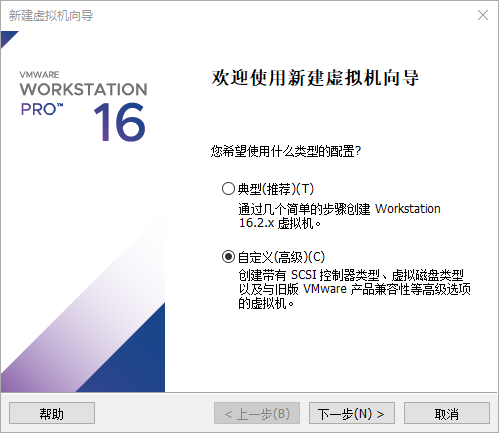 新建虚拟机向导
VMWARE
WORKSTATION
PRO™ 16
欢迎使用新建虚拟机向导
您希望使用什么类型的配置?
典型(推荐)(T)
通过几个简单的步骤创建 Workstation
16.2.x 虚拟机。
自定义(高级)(C)
创建带有 SCSI 控制器类型、虚拟磁盘类型
以及与旧版 VMware 产品兼容性等高级选项
的虚拟机。
帮助
< 上一步(B)
下一步(N) >
取消